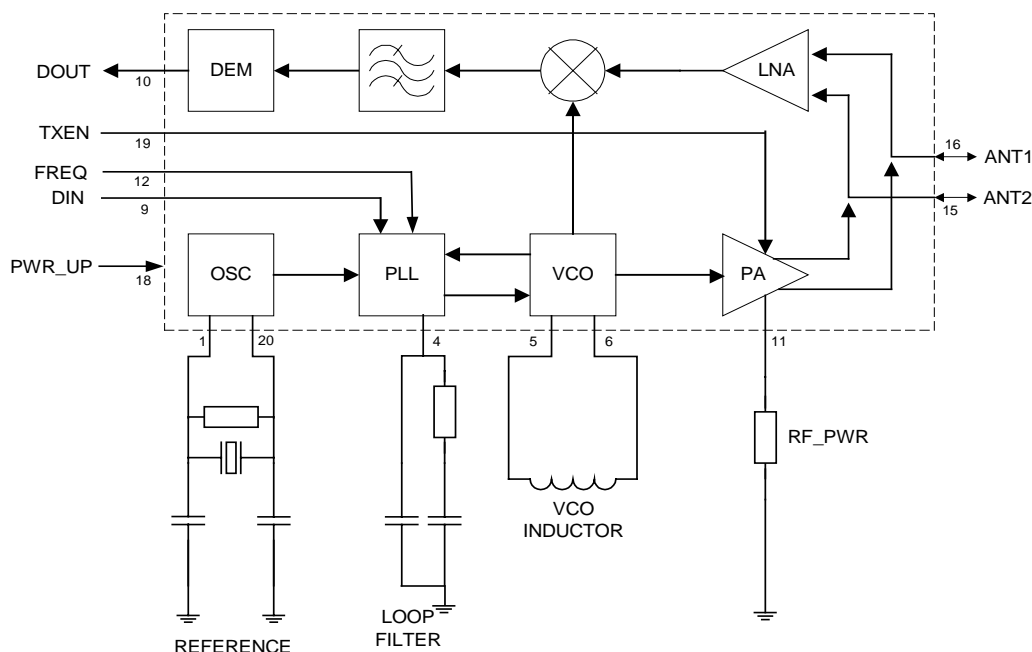 DOUT
10
DEM
LNA
TXEN
19
16
ANT1
FREQ
12
DIN
9
ANT2
15
PWR_UP
18
OSC
PLL
VCO
PA
1
20
4
5
6
11
RF_PWR
VCO
INDUCTOR
LOOP
FILTER
REFERENCE